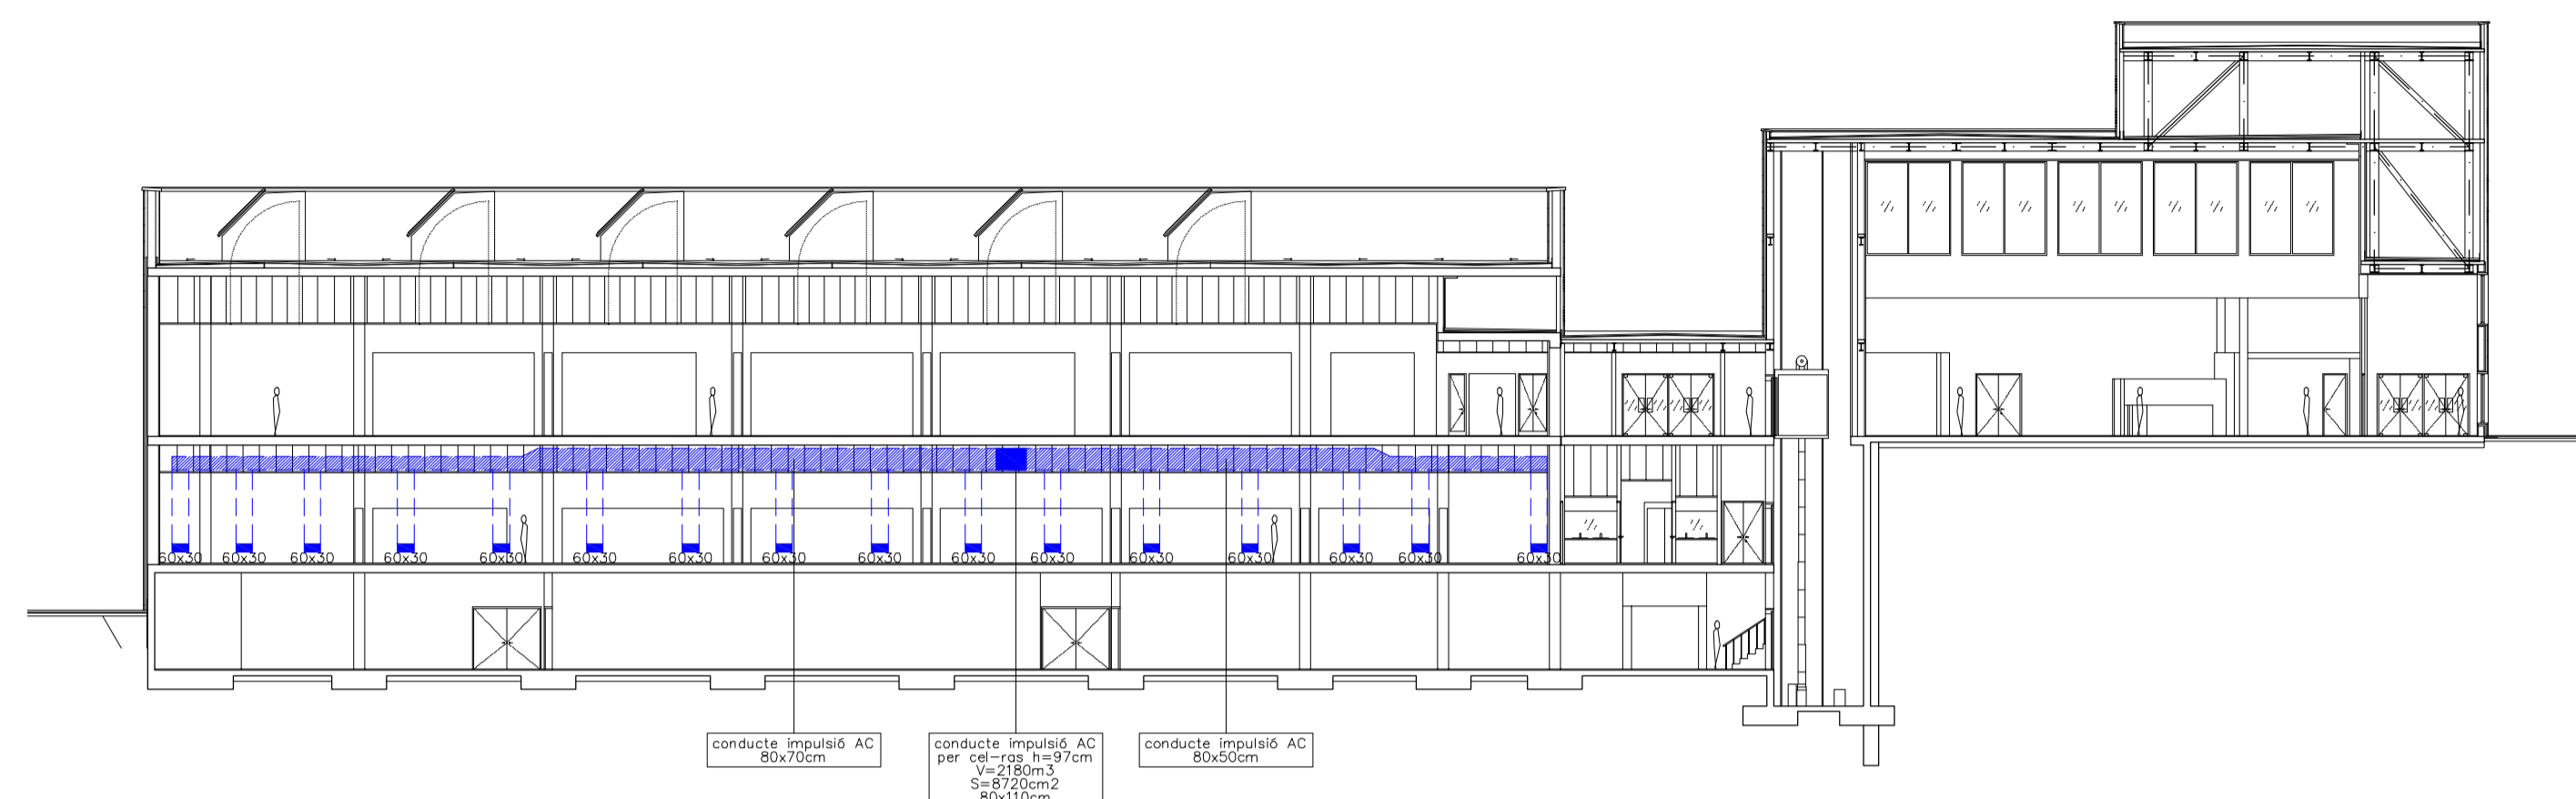 60x30 60x30 60x30 60x30 60x30 60x30 60x30 60x30 60x30 60x30 60x30 60x30 60x30 60x30 60x30 60x30
conducte impulsió AC
80x70cm
conducte impulsió AC
per cel-ras h=97cm
V=2180m3
S=8720cm2
80x110cm
conducte impulsió AC
80x50cm